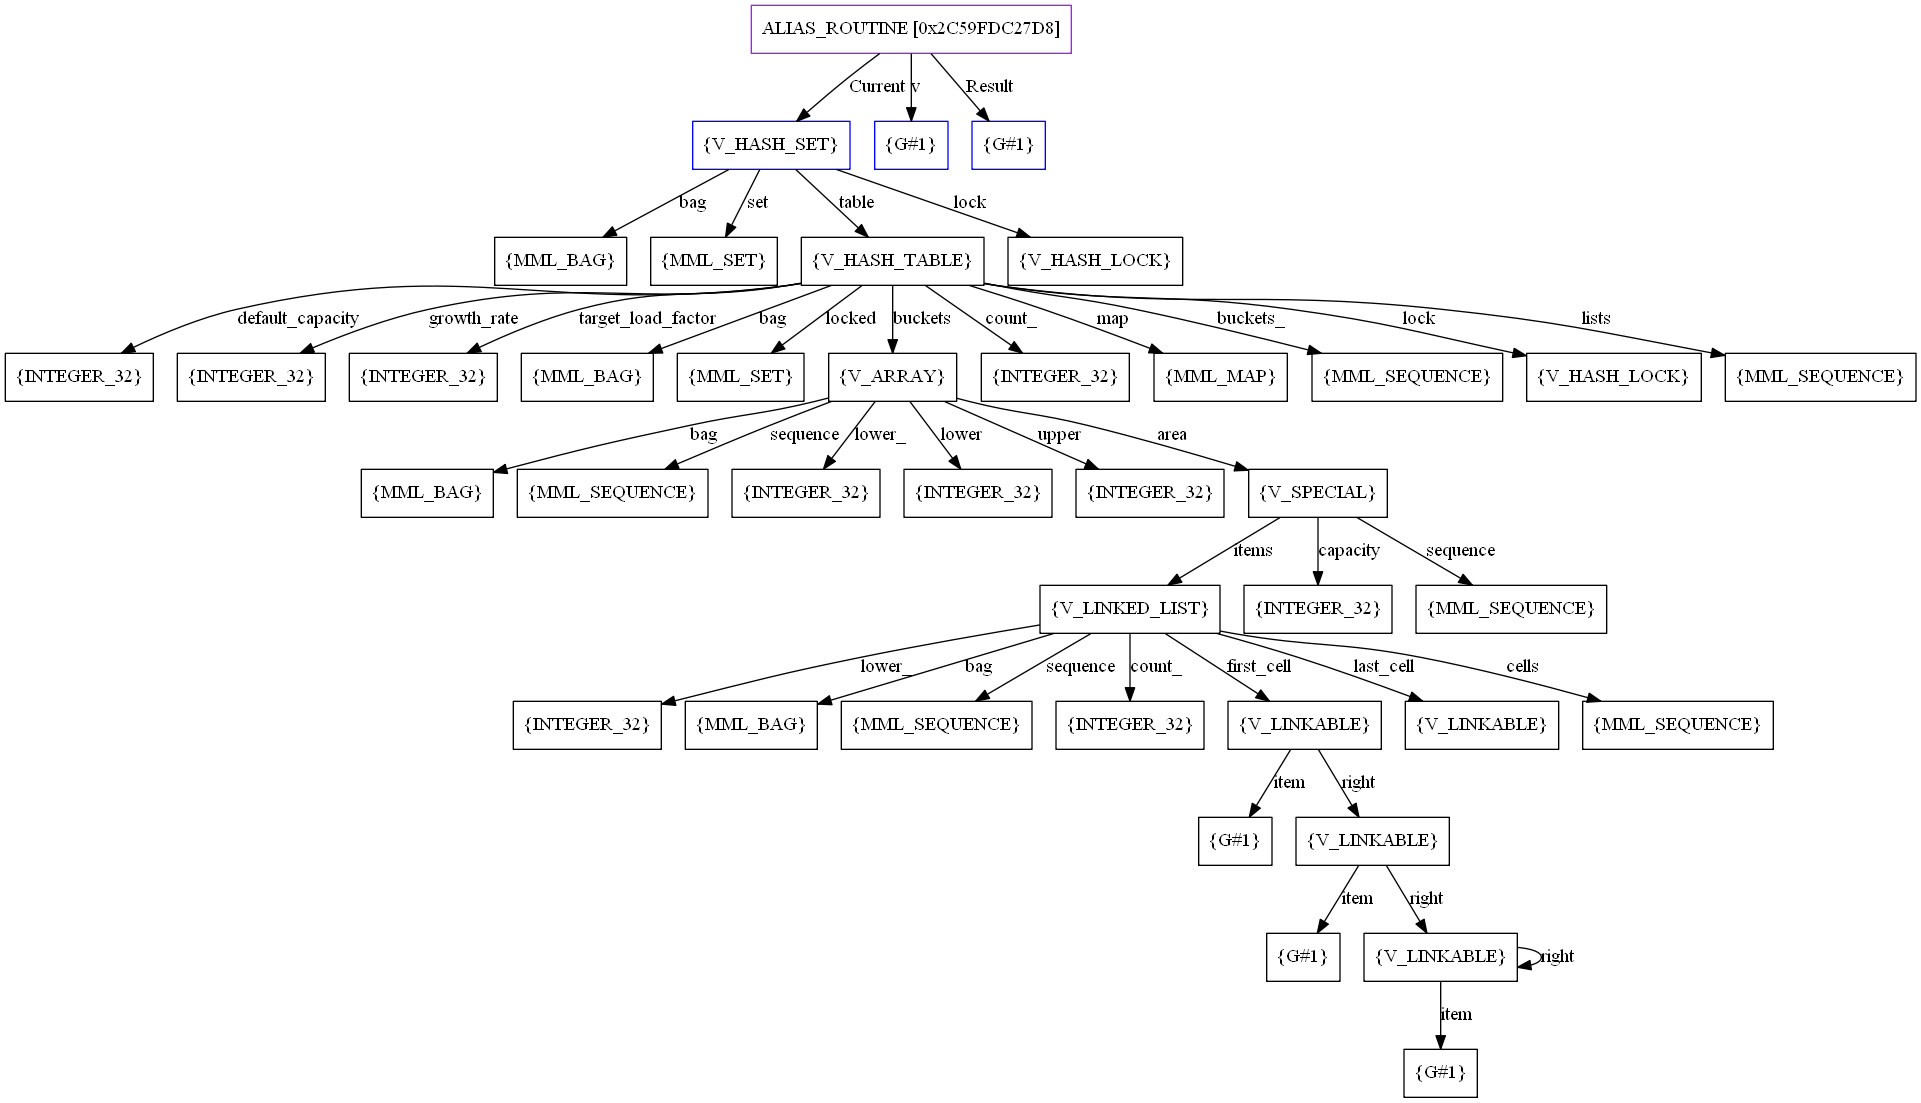 ALIAS_ROUTINE [0x2C59FDC27D8]
Current v Result
{V_HASH_SET} {G#1} {G#1}
bag set table lock
{MML_BAG} {MML_SET} {V_HASH_TABLE} {V_HASH_LOCK}
default_capacity growth_rate target_load_factor bag locked buckets count_ map buckets_ lock lists
{INTEGER_32} {INTEGER_32} {INTEGER_32} {MML_BAG} {MML_SET} {V_ARRAY} {INTEGER_32} {MML_MAP} {MML_SEQUENCE} {V_HASH_LOCK} {MML_SEQUENCE}
bag sequence lower_ lower upper area
{MML_BAG} {MML_SEQUENCE} {INTEGER_32} {INTEGER_32} {INTEGER_32} {V_SPECIAL}
items capacity sequence
{V_LINKED_LIST} {INTEGER_32} {MML_SEQUENCE}
lower_ bag sequence count_ first_cell last_cell cells
{INTEGER_32} {MML_BAG} {MML_SEQUENCE} {INTEGER_32} {V_LINKABLE} {V_LINKABLE} {MML_SEQUENCE}
item right
{G#1} {V_LINKABLE}
item right
{G#1} {V_LINKABLE} right
item
{G#1}